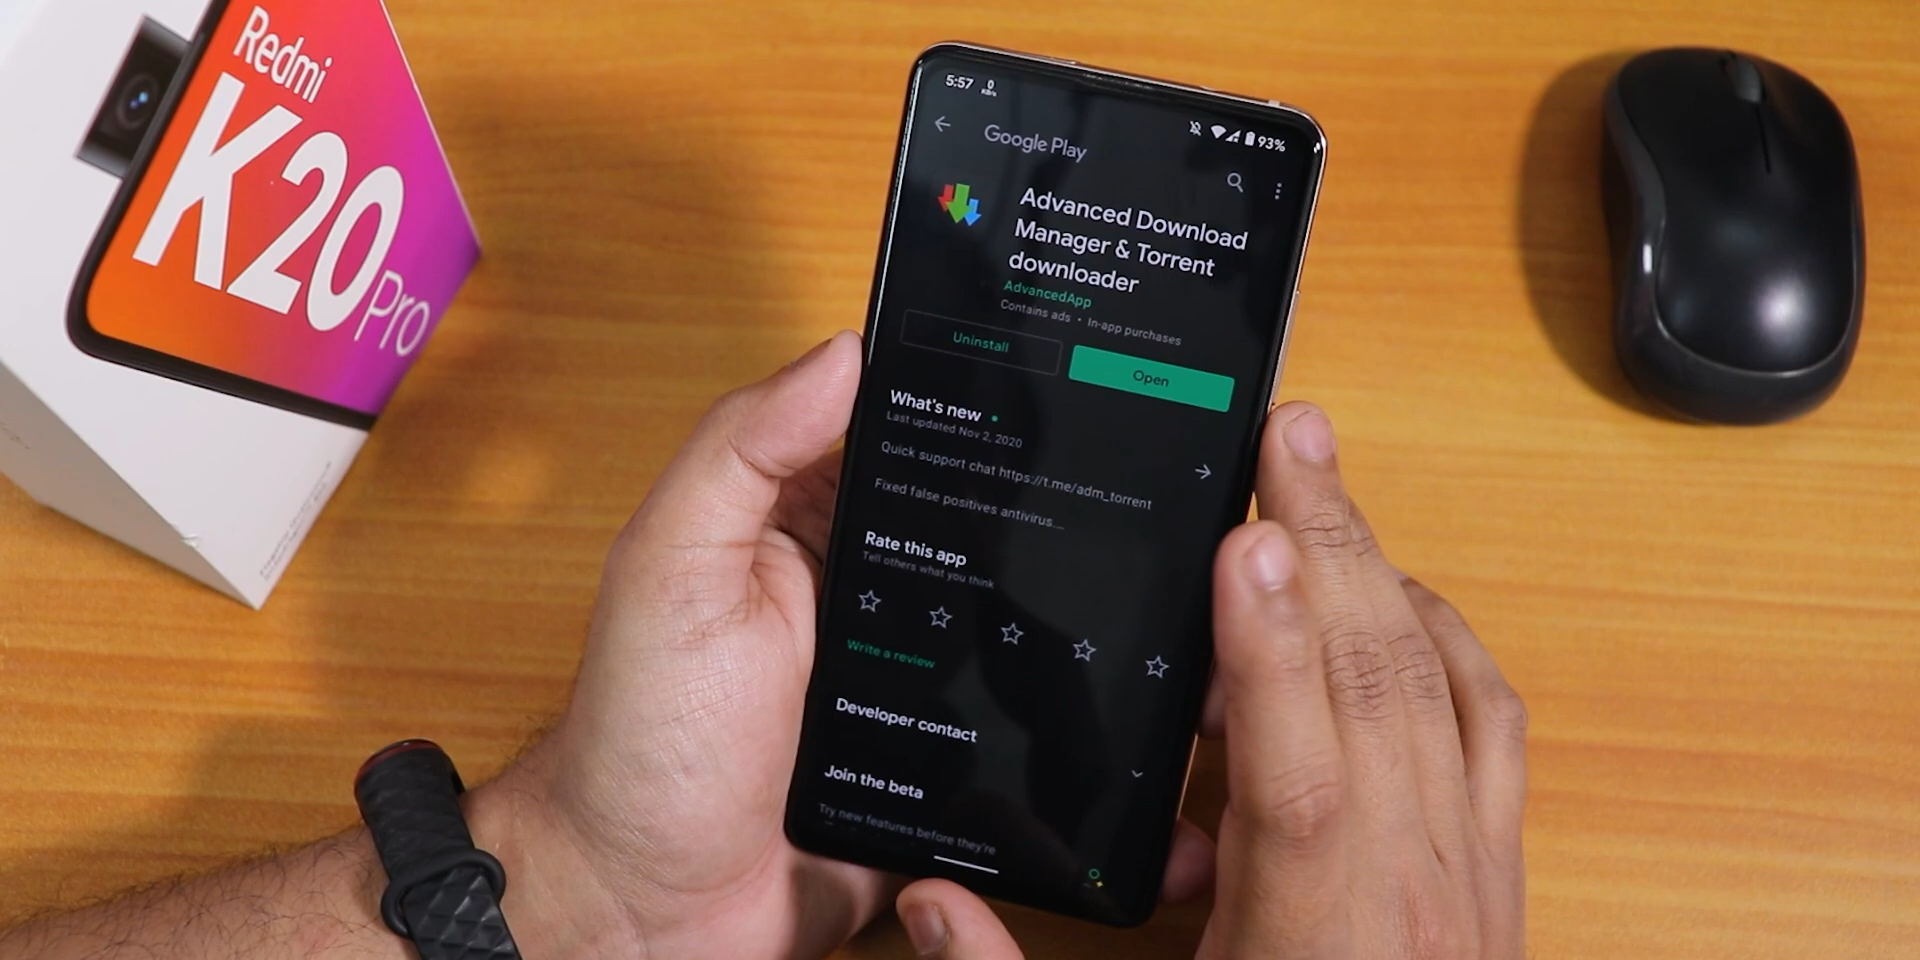 Redmi
K20 Pro
5:57
0
KB/s
93%
Google Play
Advanced Download
Manager & Torrent
downloader
AdvancedApp
Contains ads • In-app purchases
Uninstall
Open
What's new •
Last updated Nov 2, 2020
Quick support chat https://t.me/adm_torrent
Fixed false positives antivirus....
Rate this app
Tell others what you think
Write a review
Developer contact
Join the beta
Try new features before they're